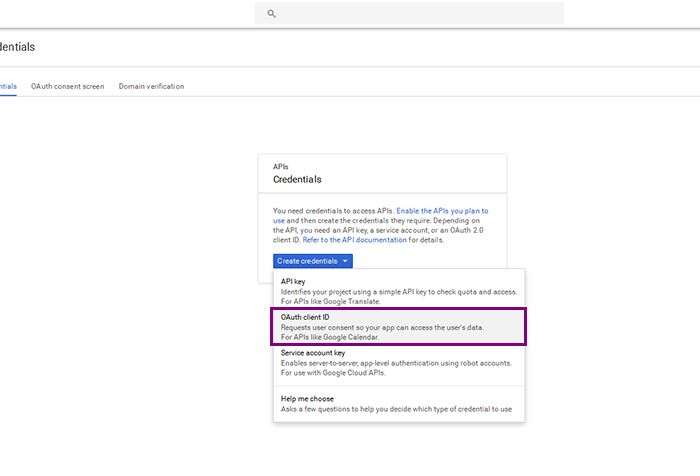 dentials
ntials OAuth consent screen Domain verification
APIs
Credentials
You need credentials to access APIs. Enable the APIs you plan to
use and then create the credentials they require. Depending on
the API, you need an API key, a service account, or an OAuth 2.0
client ID. Refer to the API documentation for details.
Create credentials
API key
Identifies your project using a simple API key to check quota and access.
For APIs like Google Translate.
OAuth client ID
Requests user consent so your app can access the user's data.
For APIs like Google Calendar.
Service account key
Enables server-to-server, app-level authentication using robot accounts.
For use with Google Cloud APIs.
Help me choose
Asks a few questions to help you decide which type of credential to use